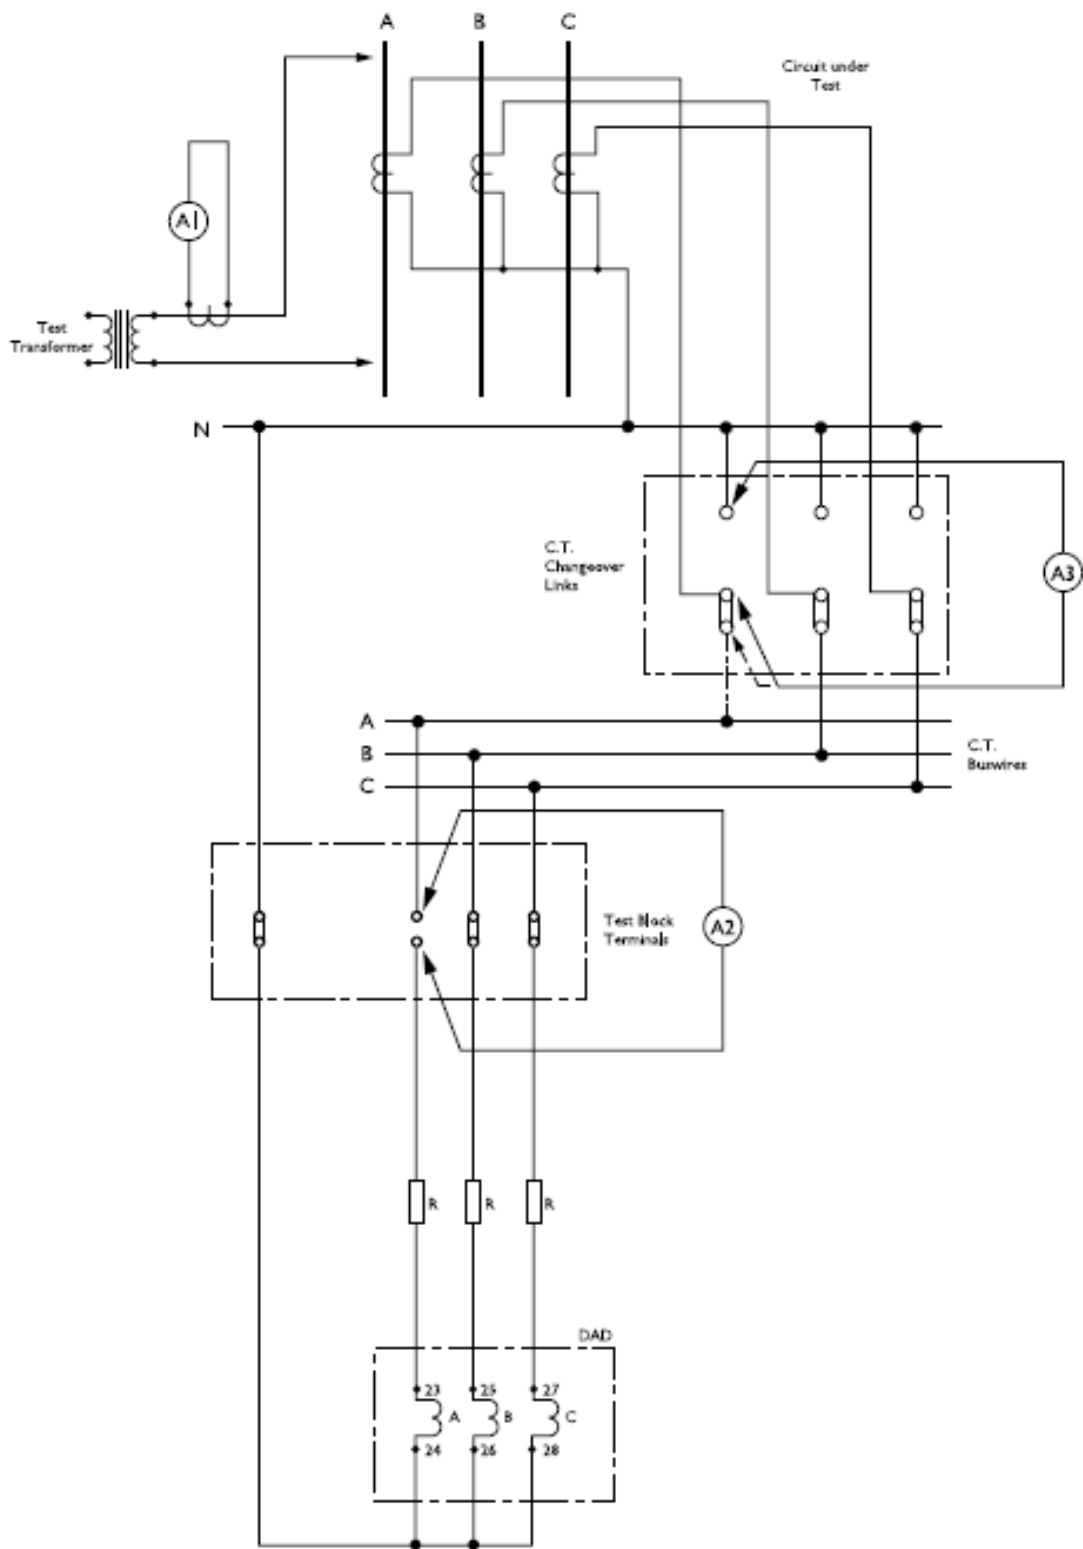 A B C
Circuit under
Test
A1
Test
Transformer
N
C.T.
Changeover
Links
A3
A
B
C
C.T.
Buswires
Test Block
Terminals
A2
R R R
DAD
23 25 27
A B C
24 26 28